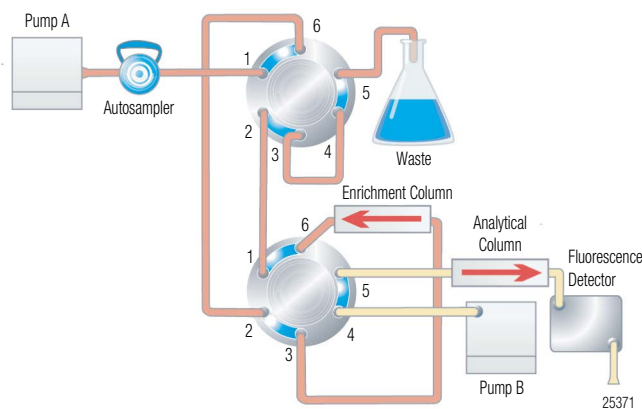 Pump A
Autosampler
6
1
5
2
3
4
Waste
Enrichment Column
6
Analytical
Column
Fluorescence
Detector
1
5
2
4
3
Pump B
25371